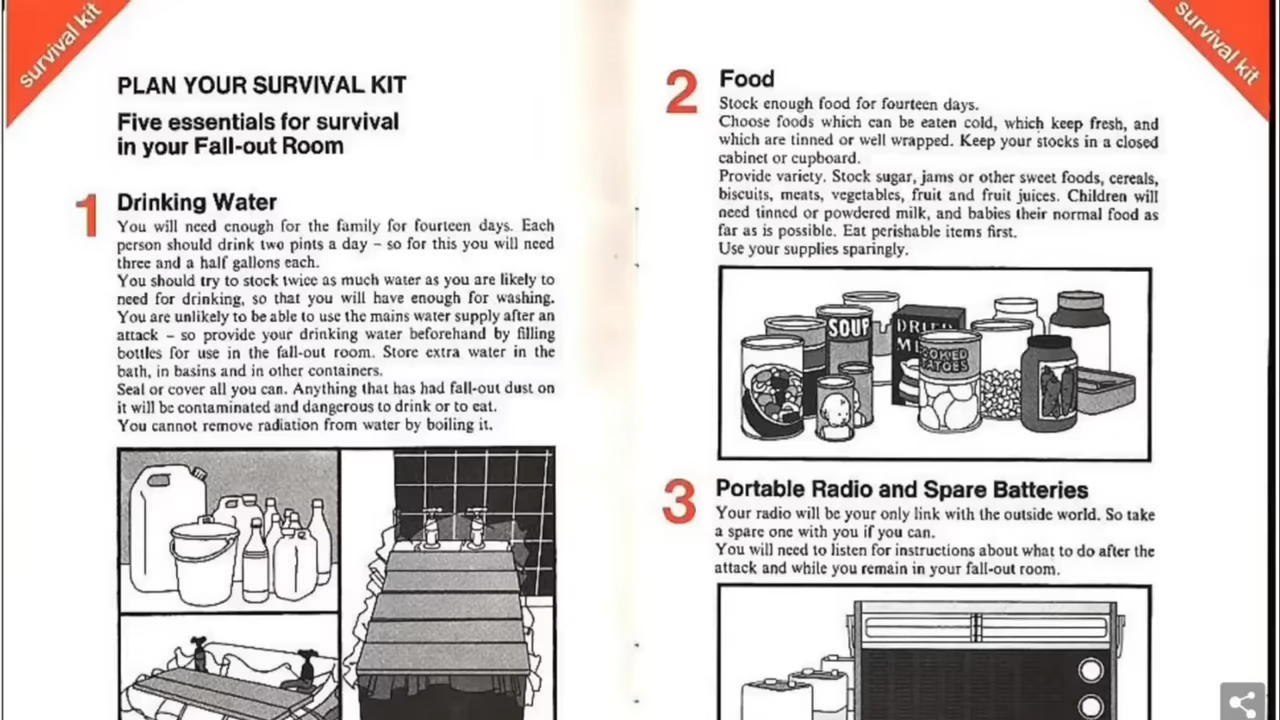 survival kit
PLAN YOUR SURVIVAL KIT
Five essentials for survival
in your Fall-out Room
1 Drinking Water
You will need enough for the family for fourteen days. Each
person should drink two pints a day – so for this you will need
three and a half gallons each.
You should try to stock twice as much water as you are likely to
need for drinking, so that you will have enough for washing.
You are unlikely to be able to use the mains water supply after an
attack – so provide your drinking water beforehand by filling
bottles for use in the fall-out room. Store extra water in the
bath, in basins and in other containers.
Seal or cover all you can. Anything that has had fall-out dust on
it will be contaminated and dangerous to drink or to eat.
You cannot remove radiation from water by boiling it.
survival kit
2 Food
Stock enough food for fourteen days.
Choose foods which can be eaten cold, which keep fresh, and
which are tinned or well wrapped. Keep your stocks in a closed
cabinet or cupboard.
Provide variety. Stock sugar, jams or other sweet foods, cereals,
biscuits, meats, vegetables, fruit and fruit juices. Children will
need tinned or powdered milk, and babies their normal food as
far as is possible. Eat perishable items first.
Use your supplies sparingly.
SOUP
DRIED
M
COOKED
TATOES
3 Portable Radio and Spare Batteries
Your radio will be your only link with the outside world. So take
a spare one with you if you can.
You will need to listen for instructions about what to do after the
attack and while you remain in your fall-out room.